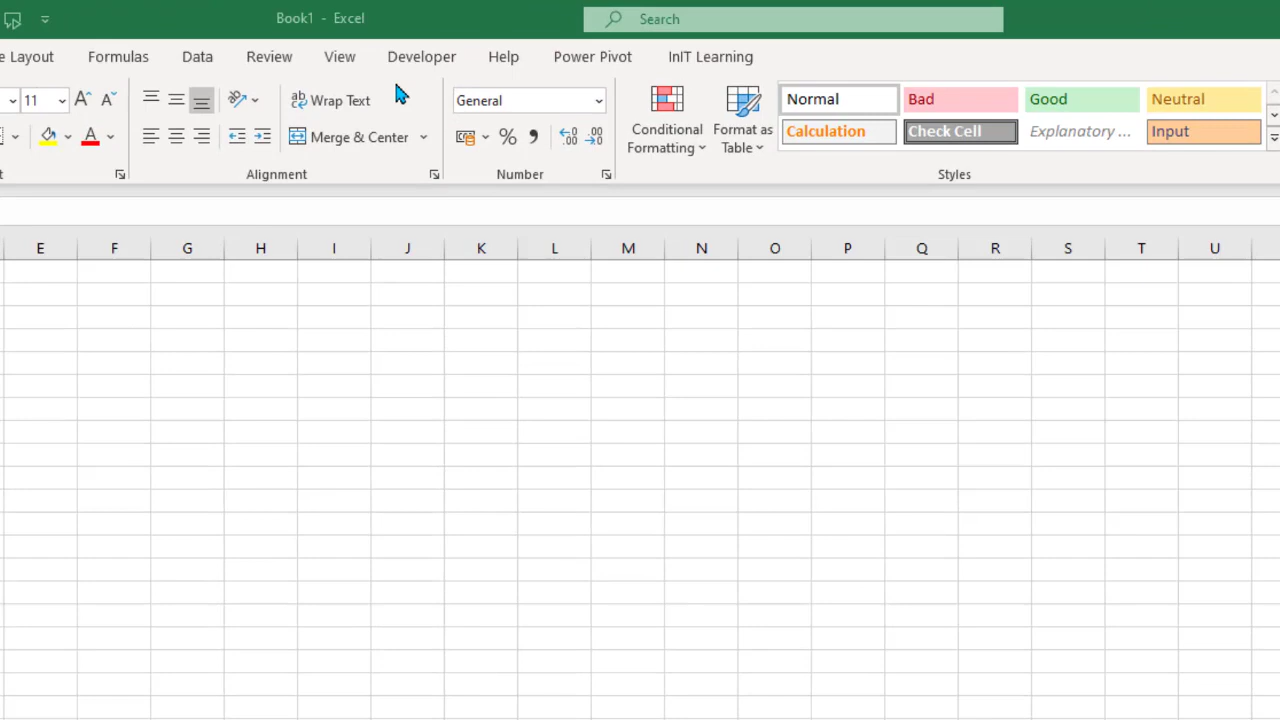 Book1 - Excel
Search
e Layout Formulas Data Review View Developer Help Power Pivot InIT Learning
11 A A ab Wrap Text General Conditional Formatting Format as Table Normal Bad Good Neutral
A Merge & Center % Calculation Check Cell Explanatory ... Input
t Alignment Number Styles
E F G H I J K L M N O P Q R S T U